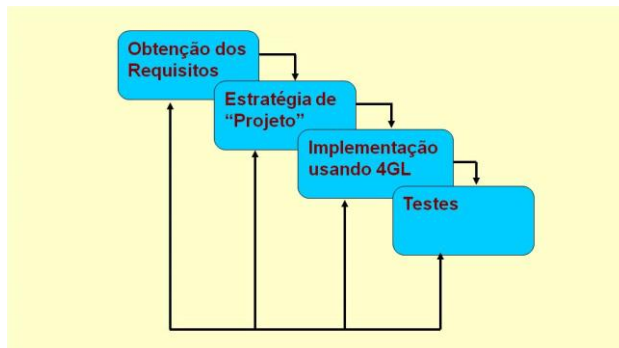 Obtenção dos
Requisitos
Estratégia de
“Projeto”
Implementação
usando 4GL
Testes